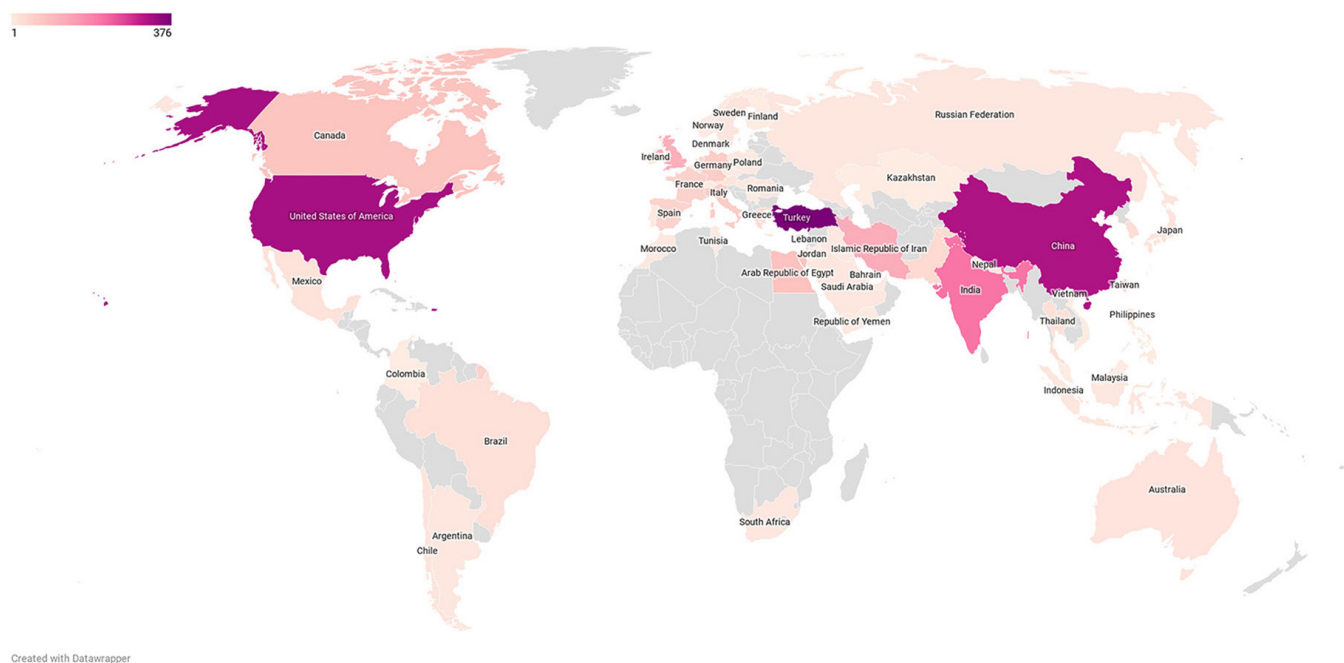 1 376
Canada
United States of America
Mexico
Colombia
Brazil
Argentina
Chile
Sweden
Finland
Norway
Denmark
Ireland
Germany
Poland
France
Italy
Romania
Spain
Greece
Turkey
Morocco
Tunisia
Lebanon
Jordan
Islamic Republic of Iran
Arab Republic of Egypt
Bahrain
Saudi Arabia
Republic of Yemen
South Africa
Russian Federation
Kazakhstan
China
Japan
Nepal
India
Taiwan
Vietnam
Philippines
Thailand
Malaysia
Indonesia
Australia
Created with Datawrapper